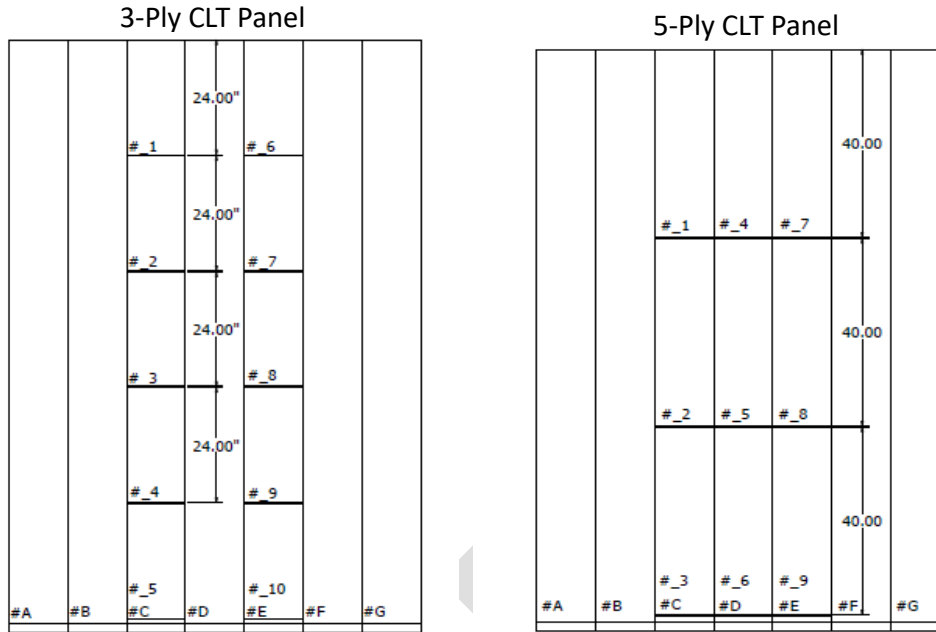 3-Ply CLT Panel
24.00"
#_1 #_6
24.00"
#_2 #_7
24.00"
#_3 #_8
24.00"
#_4 #_9
#_5 #_10
#A #B #C #D #E #F #G
5-Ply CLT Panel
40.00
#_1 #_4 #_7
40.00
#_2 #_5 #_8
40.00
#_3 #_6 #_9
#A #B #C #D #E #F #G